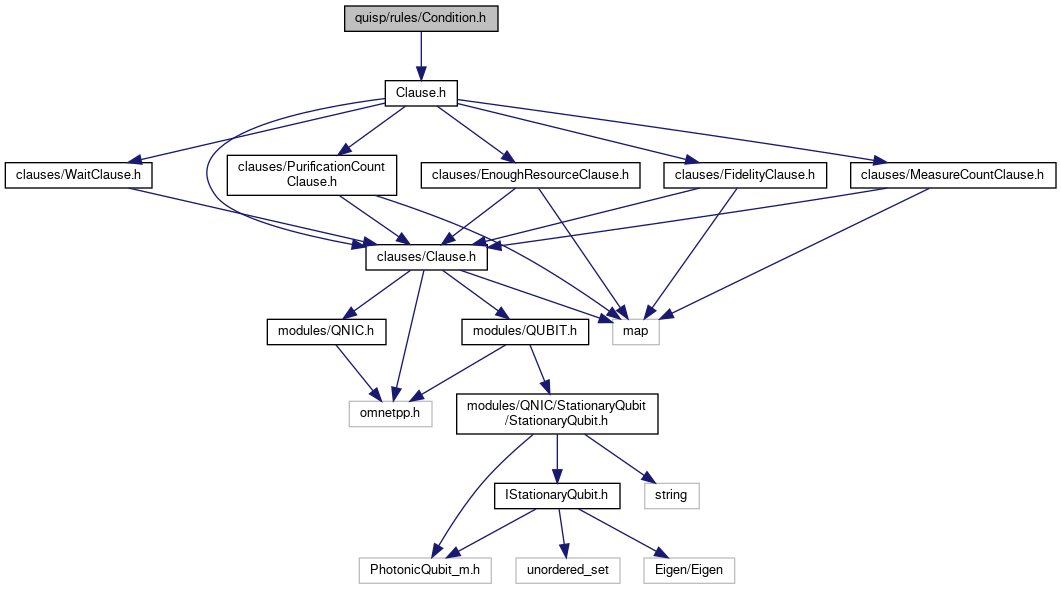 quisp/rules/Condition.h
Clause.h
clauses/WaitClause.h
clauses/PurificationCount
Clause.h
clauses/EnoughResourceClause.h
clauses/FidelityClause.h
clauses/MeasureCountClause.h
clauses/Clause.h
modules/QNIC.h
modules/QUBIT.h
map
omnetpp.h
modules/QNIC/StationaryQubit
/StationaryQubit.h
IStationaryQubit.h
string
PhotonicQubit_m.h
unordered_set
Eigen/Eigen